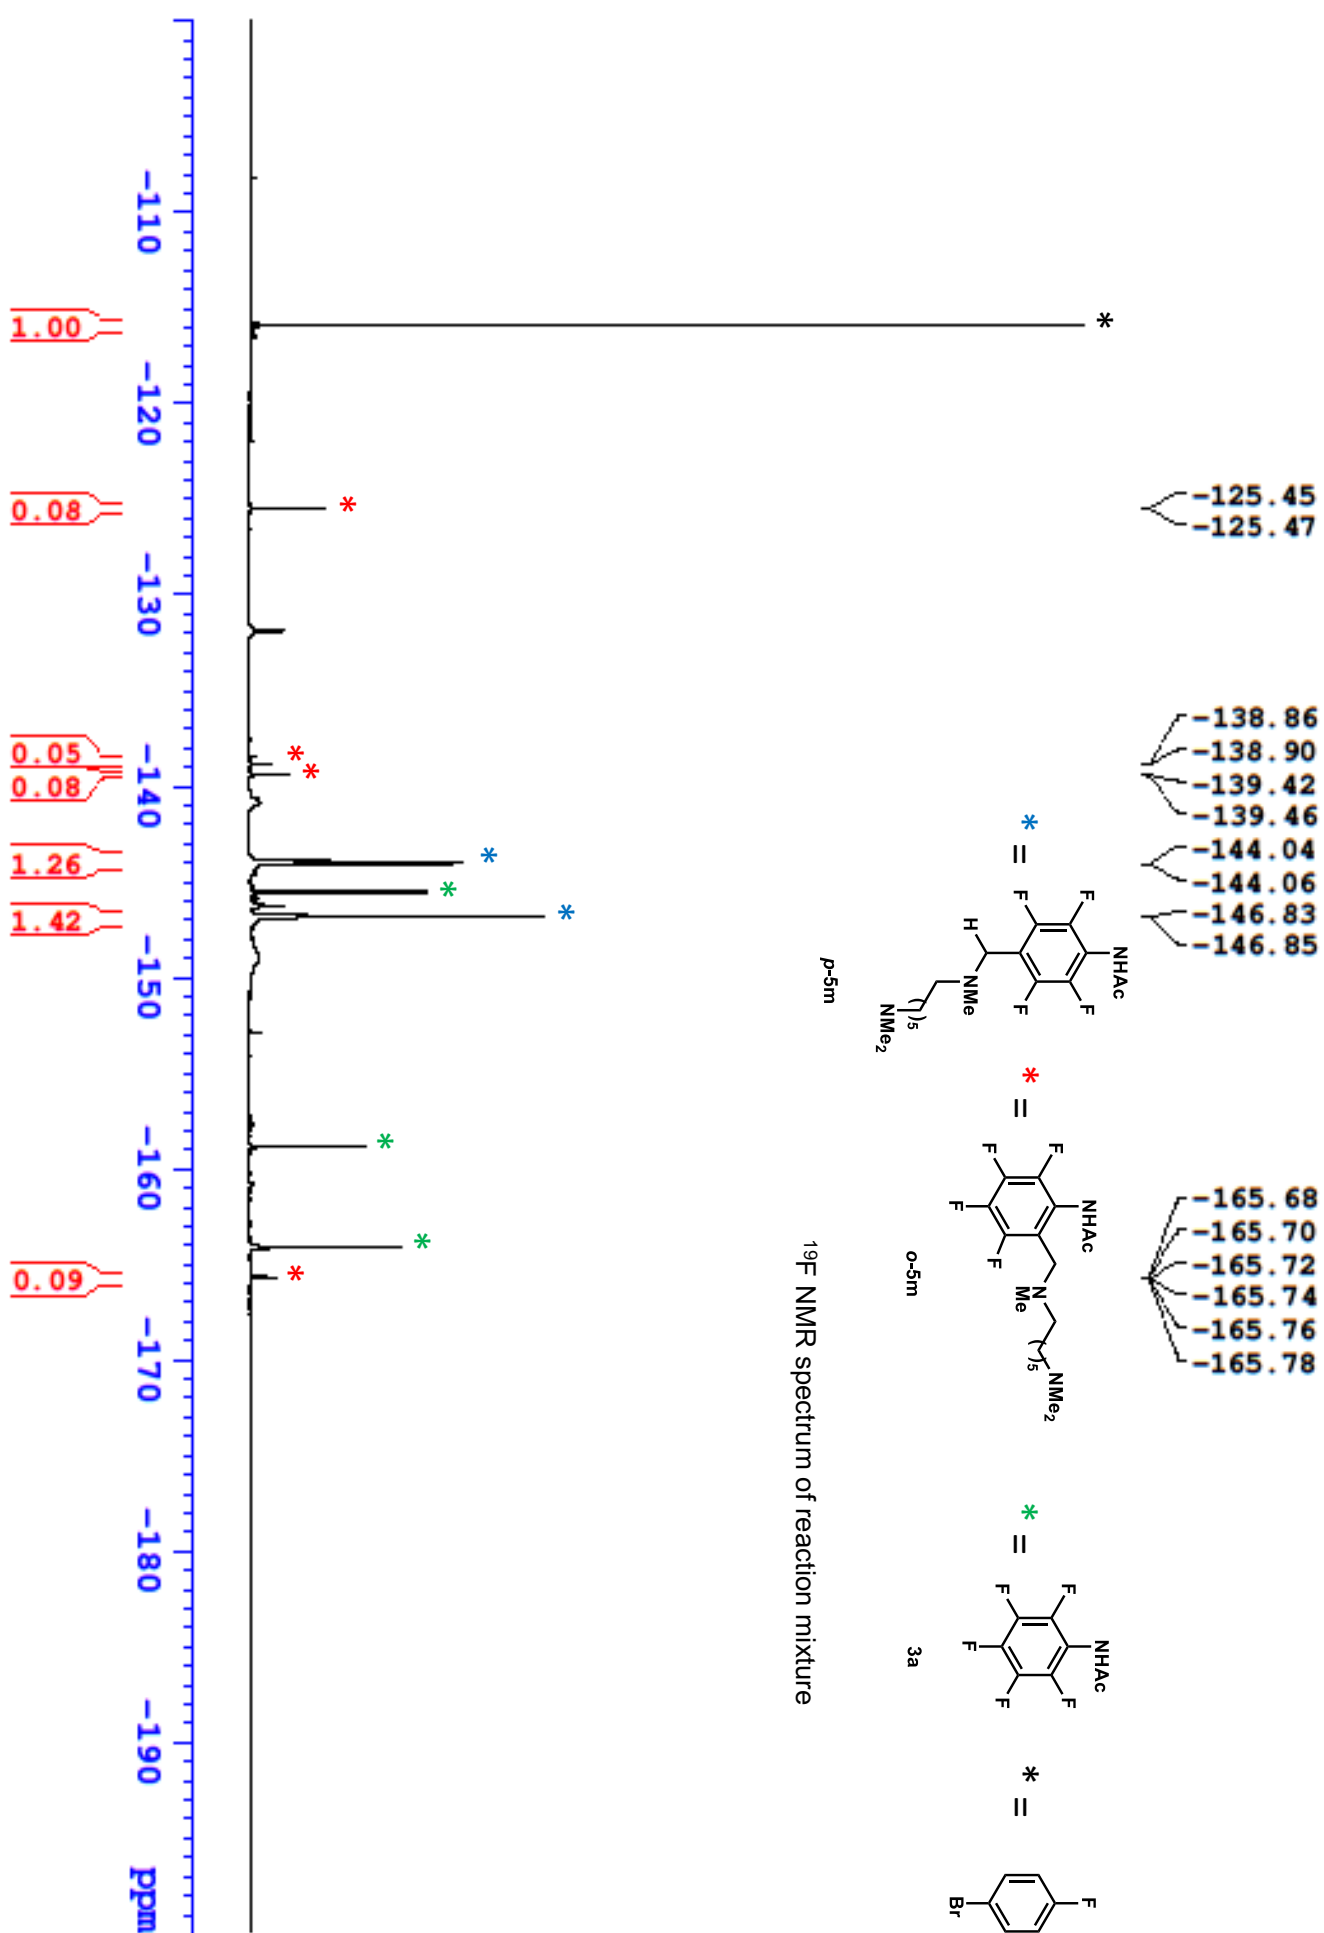 -125.45
-125.47
-138.86
-138.90
-139.42
-139.46
-144.04
-144.06
-146.83
-146.85
-165.68
-165.70
-165.72
-165.74
-165.76
-165.78
* = F F NHAc F F H NMe ( )5 NMe2
p-5m
* = F F F F NHAc N Me ( )5 NMe2
o-5m
* = F F F F F NHAc
3a
* = F Br
19F NMR spectrum of reaction mixture
* * * * * * * * * *
-110 -120 -130 -140 -150 -160 -170 -180 -190 ppm
1.00
0.08
0.05
0.08
1.26
1.42
0.09